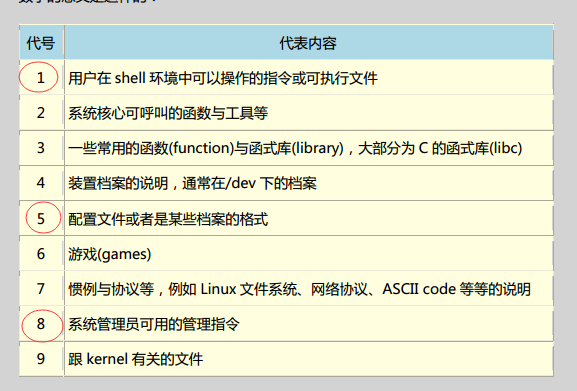 代号 代表内容
1 用户在 shell 环境中可以操作的指令或可执行文件
2 系统核心可呼叫的函数与工具等
3 一些常用的函数(function)与函式库(library)，大部分为 C 的函式库(libc)
4 装置档案的说明，通常在/dev 下的档案
5 配置文件或者是某些档案的格式
6 游戏(games)
7 惯例与协议等，例如 Linux 文件系统、网络协议、ASCII code 等等的说明
8 系统管理员可用的管理指令
9 跟 kernel 有关的文件